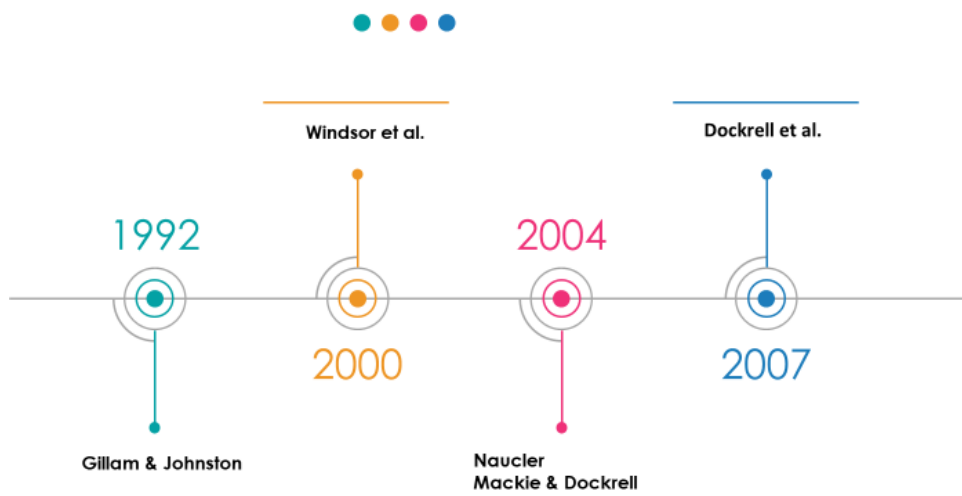 Windsor et al.
Dockrell et al.
1992
2004
2000
2007
Gillam & Johnston
Naucler
Mackie & Dockrell